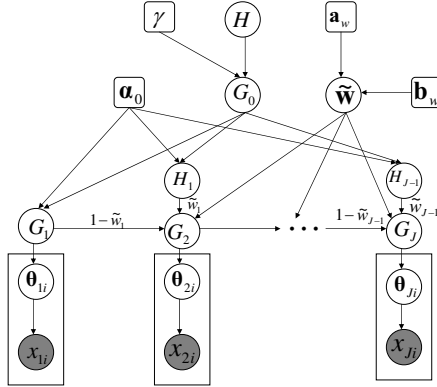 γ H a_w
α_0 G_0 w̃ b_w
H_1 H_{J-1}
w̃_1 w̃_{J-1}
G_1 1-w̃_1 G_2 ... 1-w̃_{J-1} G_J
θ_{1i} θ_{2i} θ_{Ji}
x_{1i} x_{2i} x_{Ji}